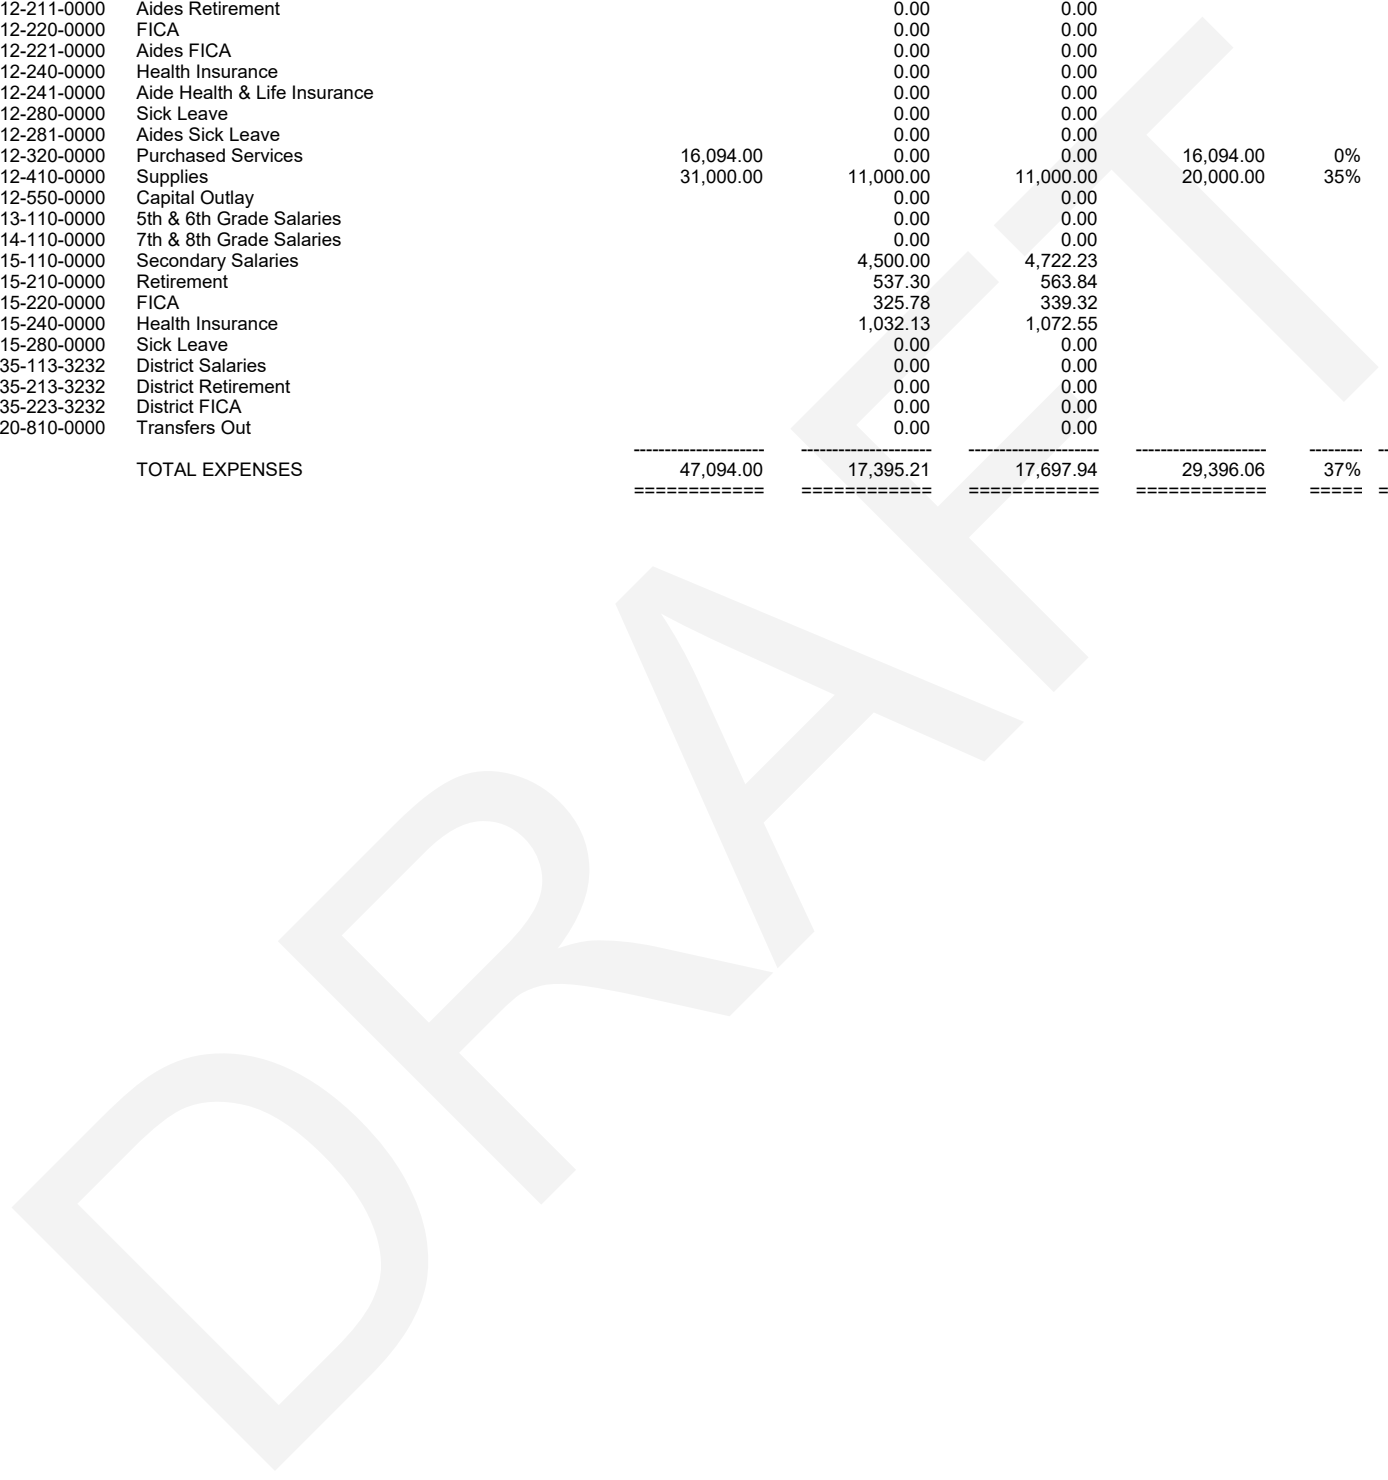 12-211-0000 Aides Retirement 0.00 0.00
12-220-0000 FICA 0.00 0.00
12-221-0000 Aides FICA 0.00 0.00
12-240-0000 Health Insurance 0.00 0.00
12-241-0000 Aide Health & Life Insurance 0.00 0.00
12-280-0000 Sick Leave 0.00 0.00
12-281-0000 Aides Sick Leave 0.00 0.00
12-320-0000 Purchased Services 16,094.00 0.00 0.00 16,094.00 0%
12-410-0000 Supplies 31,000.00 11,000.00 11,000.00 20,000.00 35%
12-550-0000 Capital Outlay 0.00 0.00
13-110-0000 5th & 6th Grade Salaries 0.00 0.00
14-110-0000 7th & 8th Grade Salaries 0.00 0.00
15-110-0000 Secondary Salaries 4,500.00 4,722.23
15-210-0000 Retirement 537.30 563.84
15-220-0000 FICA 325.78 339.32
15-240-0000 Health Insurance 1,032.13 1,072.55
15-280-0000 Sick Leave 0.00 0.00
35-113-3232 District Salaries 0.00 0.00
35-213-3232 District Retirement 0.00 0.00
35-223-3232 District FICA 0.00 0.00
20-810-0000 Transfers Out 0.00 0.00
TOTAL EXPENSES 47,094.00 17,395.21 17,697.94 29,396.06 37%
============ ============ ============ ============ ===== =
DRAFT